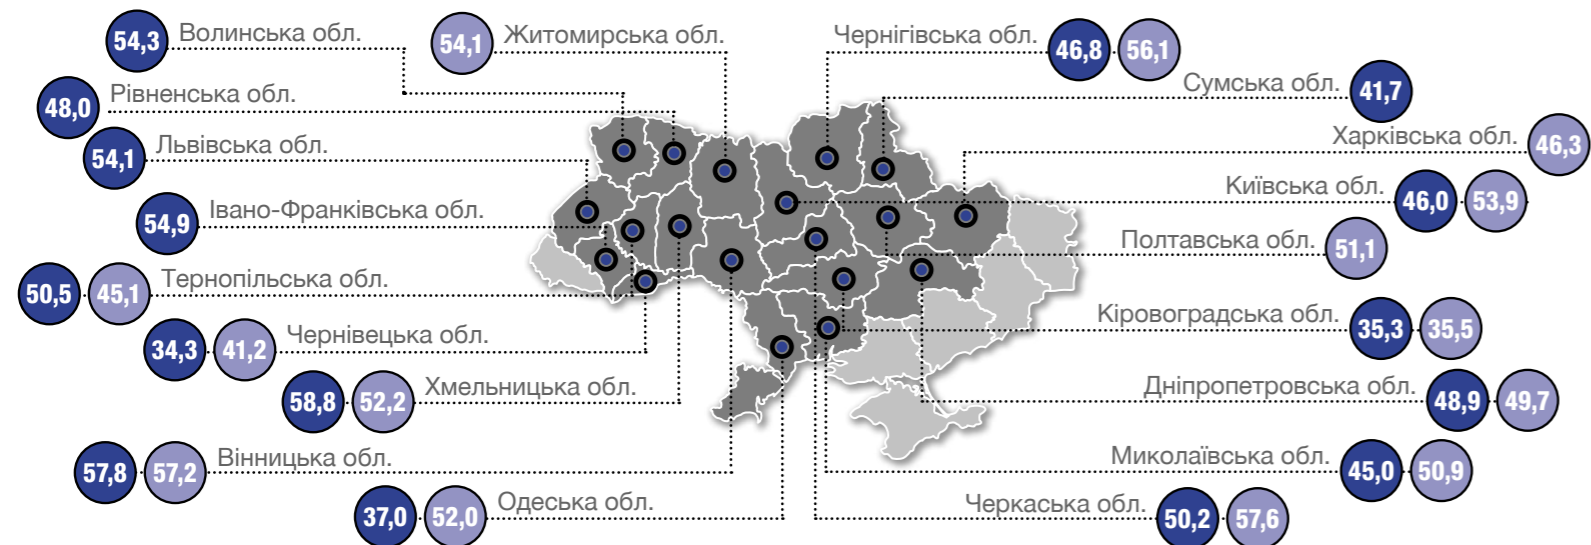 54,3 Волинська обл.
54,1 Житомирська обл.
Чернігівська обл. 46,8 56,1
Сумська обл. 41,7
48,0 Рівненська обл.
Харківська обл. 46,3
54,1 Львівська обл.
Київська обл. 46,0 53,9
54,9 Івано-Франківська обл.
Полтавська обл. 51,1
50,5 45,1 Тернопільська обл.
Кіровоградська обл. 35,3 35,5
34,3 41,2 Чернівецька обл.
58,8 52,2 Хмельницька обл.
Дніпропетровська обл. 48,9 49,7
57,8 57,2 Вінницька обл.
Миколаївська обл. 45,0 50,9
37,0 52,0 Одеська обл.
Черкаська обл. 50,2 57,6